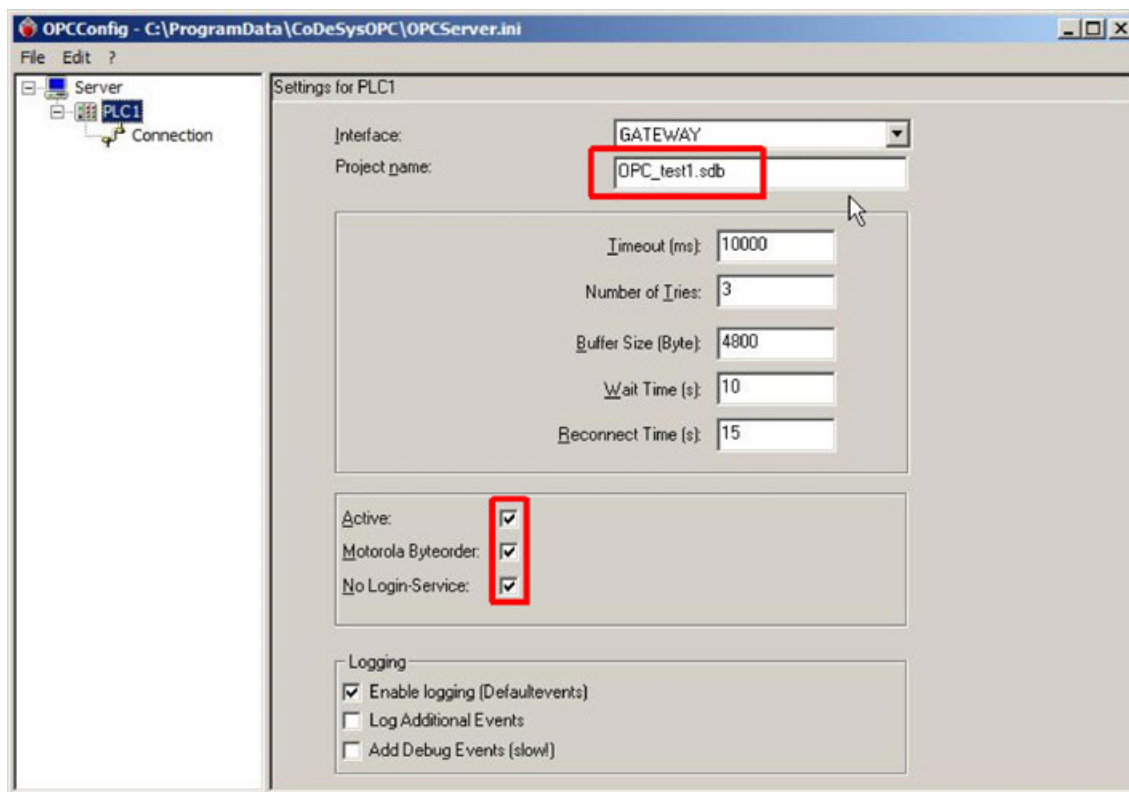 OPCConfig - C:\ProgramData\CoDeSysOPC\OPCServer.ini
File Edit ?
Server
PLC1
Connection
Settings for PLC1
Interface: GATEWAY
Project name: OPC_test1.sdb
Timeout (ms): 10000
Number of Tries: 3
Buffer Size (Byte): 4800
Wait Time (s): 10
Reconnect Time (s): 15
Active:
Motorola Byteorder:
No Login-Service:
Logging
Enable logging (Defaultevents)
Log Additional Events
Add Debug Events (slow!)